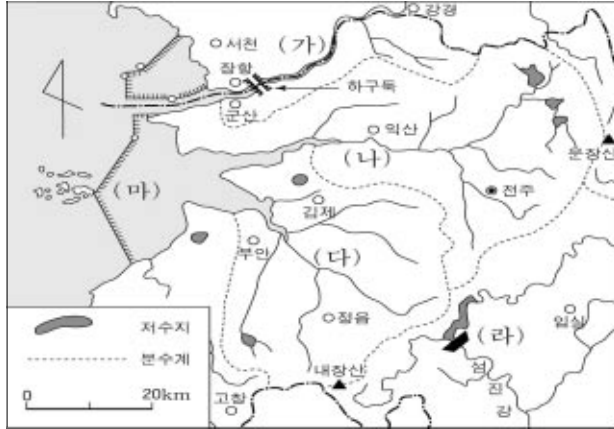 강경
서천
(가)
잠함
하구둑
군산
익산
운장산
(나)
전주
(마)
김제
부안
(다)
저수지
정읍
임실
(라)
분수계
내장산
섬진강
0 20km
고창